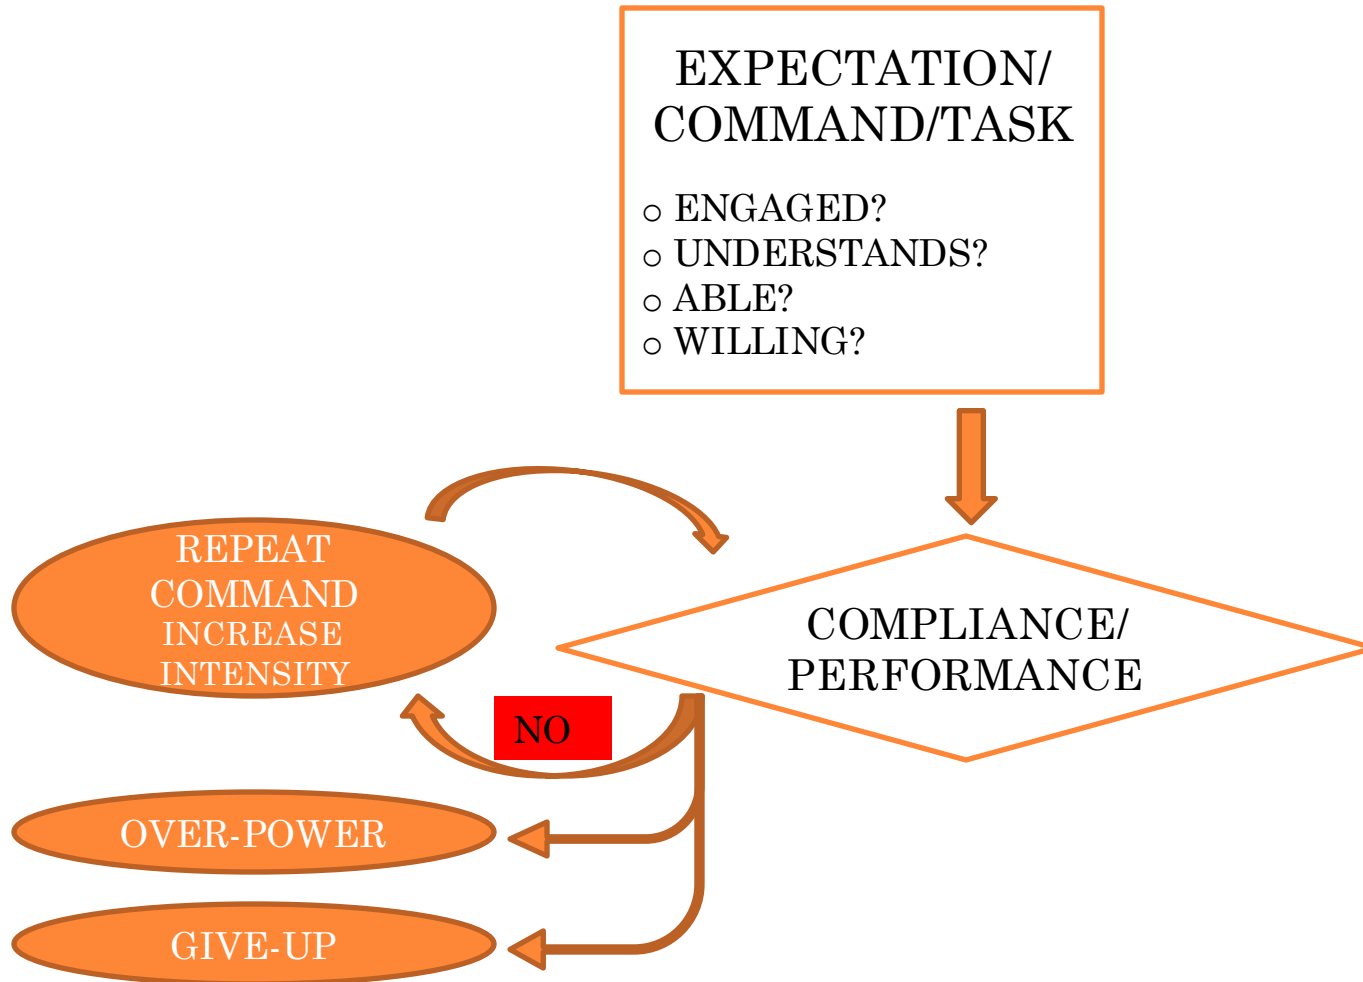 EXPECTATION/
COMMAND/TASK
○ ENGAGED?
○ UNDERSTANDS?
○ ABLE?
○ WILLING?
REPEAT
COMMAND
INCREASE
INTENSITY
COMPLIANCE/
PERFORMANCE
NO
OVER-POWER
GIVE-UP